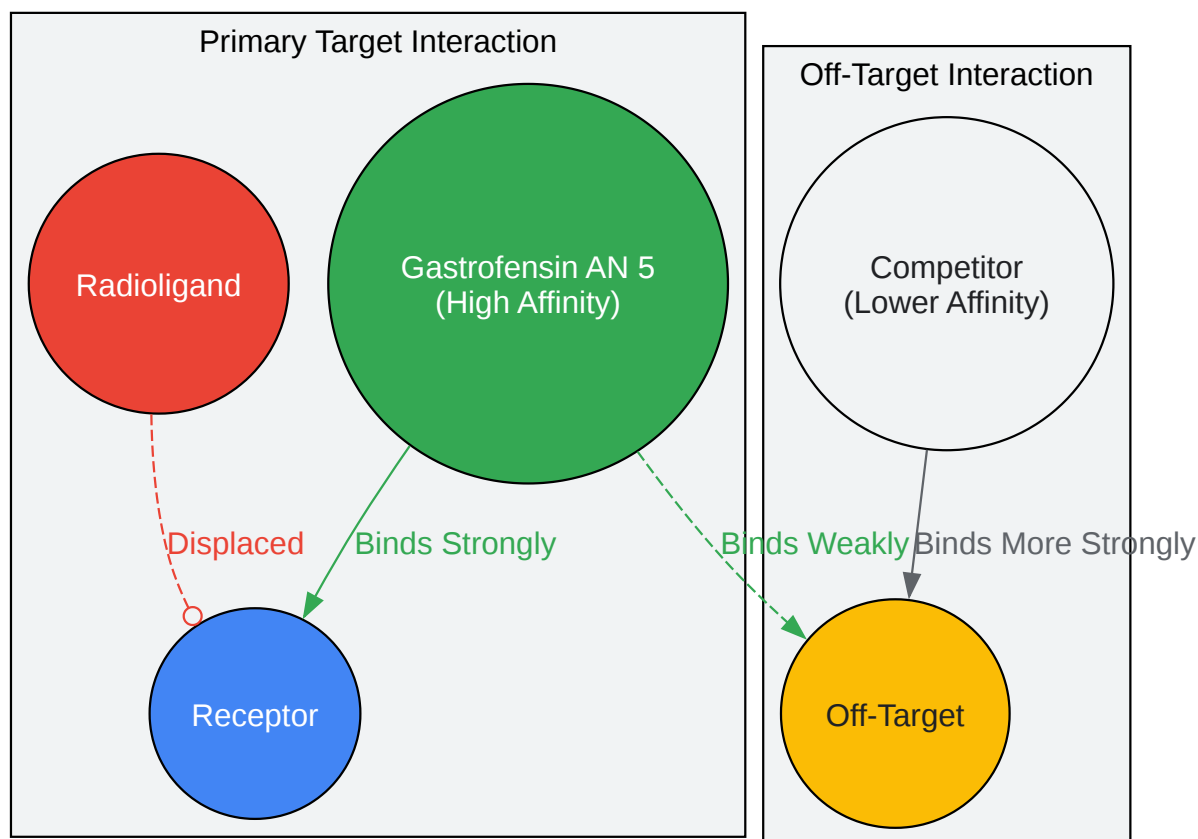 Primary Target Interaction
Off-Target Interaction
Radioligand
Gastrofensin AN 5
(High Affinity)
Competitor
(Lower Affinity)
Displaced
Binds Strongly
Binds Weakly
Binds More Strongly
Receptor
Off-Target